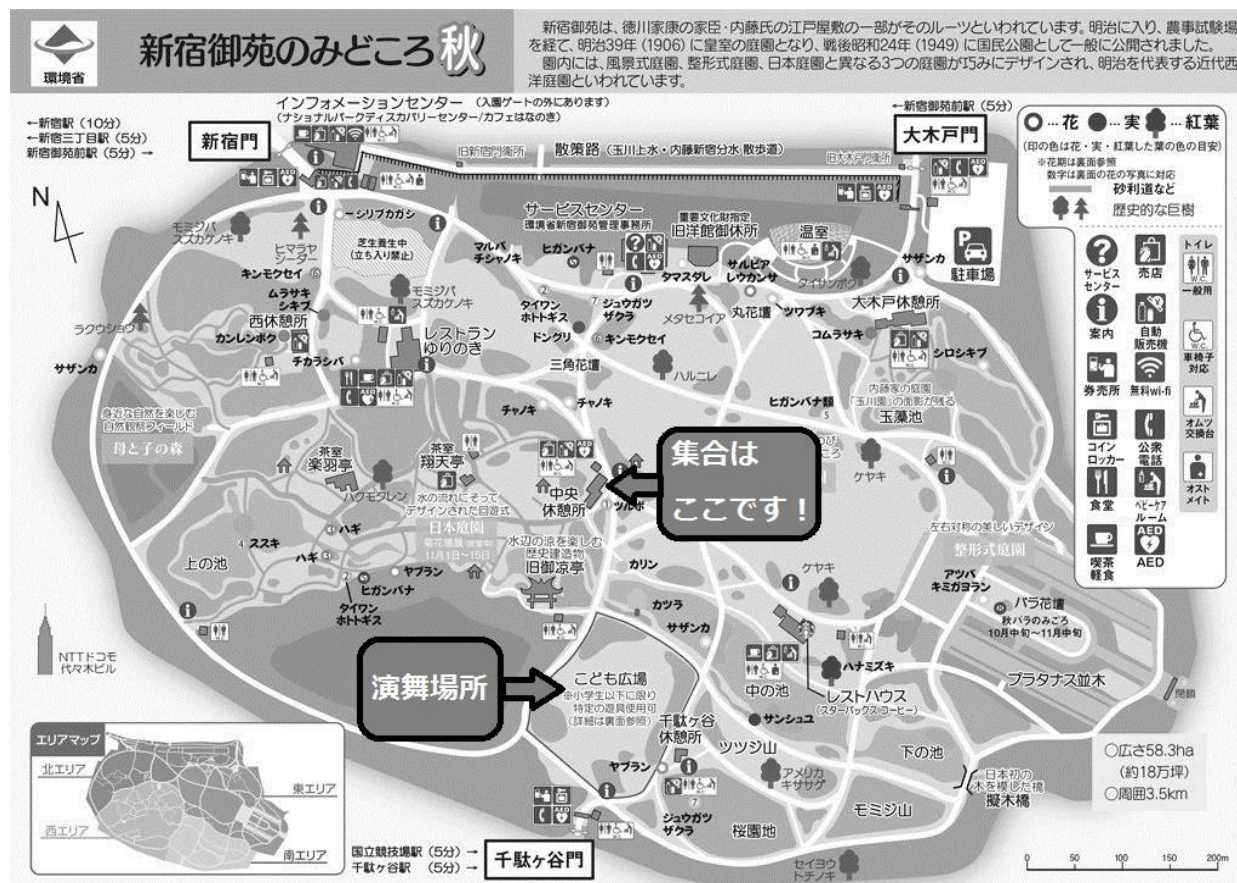 環境省
新宿御苑のみどころ 秋
新宿御苑は、徳川家康の家臣・内藤氏の江戸屋敷の一部がそのルーツといわれています。明治に入り、農事試験場
を経て、明治39年(1906)に皇室の庭園となり、戦後昭和24年(1949)に国民公園として一般に公開されました。
園内には、風景式庭園、整形式庭園、日本庭園と異なる3つの庭園が巧みにデザインされ、明治を代表する近代西
洋庭園といわれています。
インフォメーションセンター (入園ゲートの外にあります)
(ナショナルパークディスカバリーセンター/カフェはなのき)
←新宿駅(10分)
←新宿三丁目駅(5分)
新宿御苑前駅(5分)→
新宿門
旧新宿門衛所
散策路(玉川上水・内藤新宿分水 散歩道)
旧大木戸門衛所
←新宿御苑前駅(5分)
大木戸門
…花 …実 …紅葉
(印の色は花・実・紅葉した葉の色の目安)
※花期は裏面参照
数字は裏面の花の写真に対応
砂利道など
歴史的な巨樹
サービス
センター
売店
トイレ
W.C.
一般用
案内
自動
販売機
W.C.
車椅子
対応
券売所
無料wi-fi
オムツ
交換台
コイン
ロッカー
公衆
電話
オスト
メイト
食堂
ベビーケア
ルーム
喫茶
軽食
AED
AED
P
駐車場
N
モミジバ
スズカケノキ
ヒマラヤ
シーダー
シリブカガシ
芝生養生中
(立ち入り禁止)
キンモクセイ
モミジバ
スズカケノキ
ムラサキ
シキブ
西休憩所
カンレンボク
チカラシバ
レストラン
ゆりのき
ラクウショウ
サザンカ
身近な自然を楽しむ
自然観察フィールド
母と子の森
サービスセンター
環境省新宿御苑管理事務所
マルバ
チシャノキ
ヒガンバナ
重要文化財指定
旧洋館御休所
温室
タマスダレ
サルビア
レウカンサ
タイサンボク
サザンカ
2
タイワン
ホトトギス
7
ジュウガツ
ザクラ
メタセコイア
丸花壇
ツワブキ
大木戸休憩所
コムラサキ
シロシキブ
ドングリ
キンモクセイ
三角花壇
ハルニレ
内藤家の庭園
「玉川園」の面影が残る
玉藻池
チャノキ
チャノキ
ヒガンバナ類
5
ケヤキ
茶室
楽羽亭
ハクモクレン
茶室
翔天亭
水の流れにそって
デザインされた回遊式
日本庭園
11月1日~15日
中央
休憩所
1
ツルボ
集合は
ここです!
左右対称の美しいデザイン
整形式庭園
水辺の涼を楽しむ
歴史建造物
旧御凉亭
上の池
4 ススキ
ハギ
ハギ
2
タイワン
ホトトギス
ヒガンバナ
ヤブラン
カリン
カツラ
サザンカ
ケヤキ
アツバ
キミガヨラン
バラ花壇
秋バラのみごろ
10月中旬~11月中旬
NTTドコモ
代々木ビル
演舞場所
こども広場
※小学生以下に限り
特定の遊具使用可
(詳細は裏面参照)
千駄ヶ谷
休憩所
ヤブラン
中の池
ハナミズキ
レストハウス
(スターバックス コーヒー)
プラタナス並木
閉鎖
サンシュユ
ツツジ山
下の池
アメリカ
キササゲ
モミジ山
日本初の
木を模した橋
擬木橋
7
ジュウガツ
ザクラ
桜園地
セイヨウ
トチノキ
○広さ58.3ha
(約18万坪)
○周囲3.5km
エリアマップ
北エリア
東エリア
西エリア
南エリア
国立競技場駅(5分)→
千駄ヶ谷駅(5分)→
千駄ヶ谷門
0 50 100 150 200m